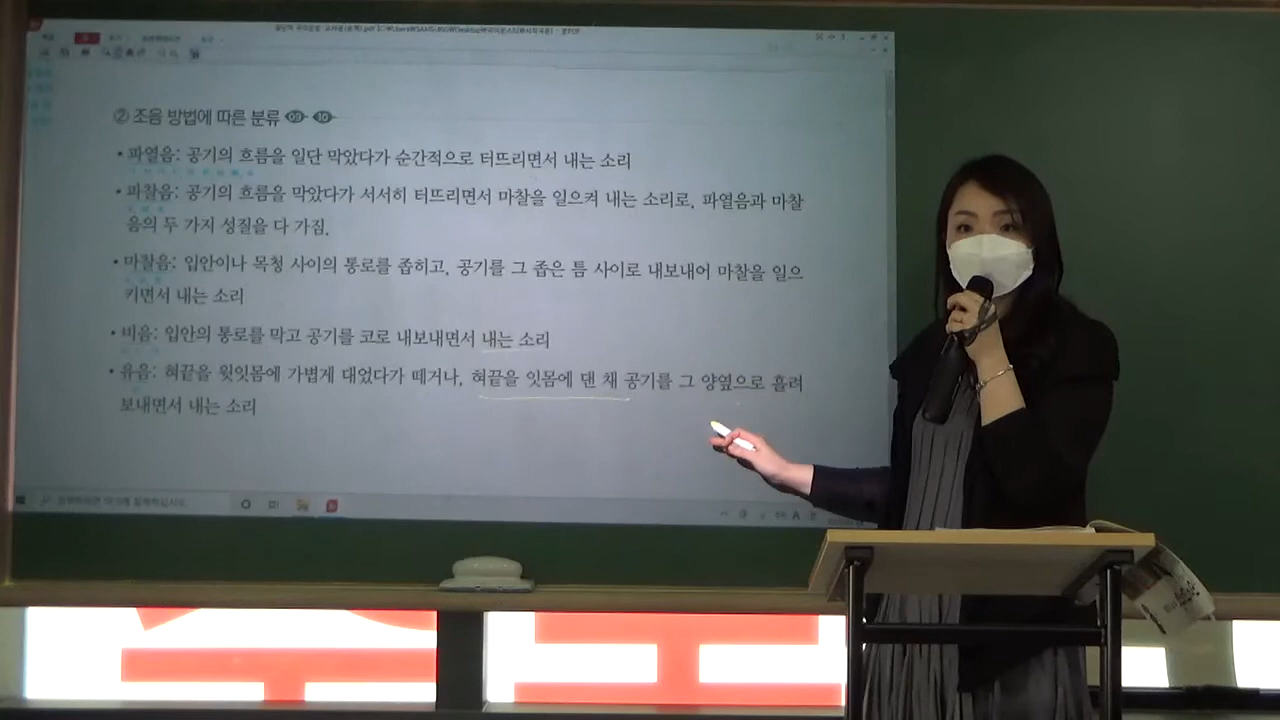 ② 조음 방법에 따른 분류 09 10
• 파열음: 공기의 흐름을 일단 막았다가 순간적으로 터뜨리면서 내는 소리
• 파찰음: 공기의 흐름을 막았다가 서서히 터뜨리면서 마찰을 일으켜 내는 소리로, 파열음과 마찰
음의 두 가지 성질을 다 가짐.
• 마찰음: 입안이나 목청 사이의 통로를 좁히고, 공기를 그 좁은 틈 사이로 내보내어 마찰을 일으
키면서 내는 소리
• 비음: 입안의 통로를 막고 공기를 코로 내보내면서 내는 소리
• 유음: 혀끝을 윗잇몸에 가볍게 대었다가 떼거나, 혀끝을 잇몸에 댄 채 공기를 그 양옆으로 흘려
보내면서 내는 소리